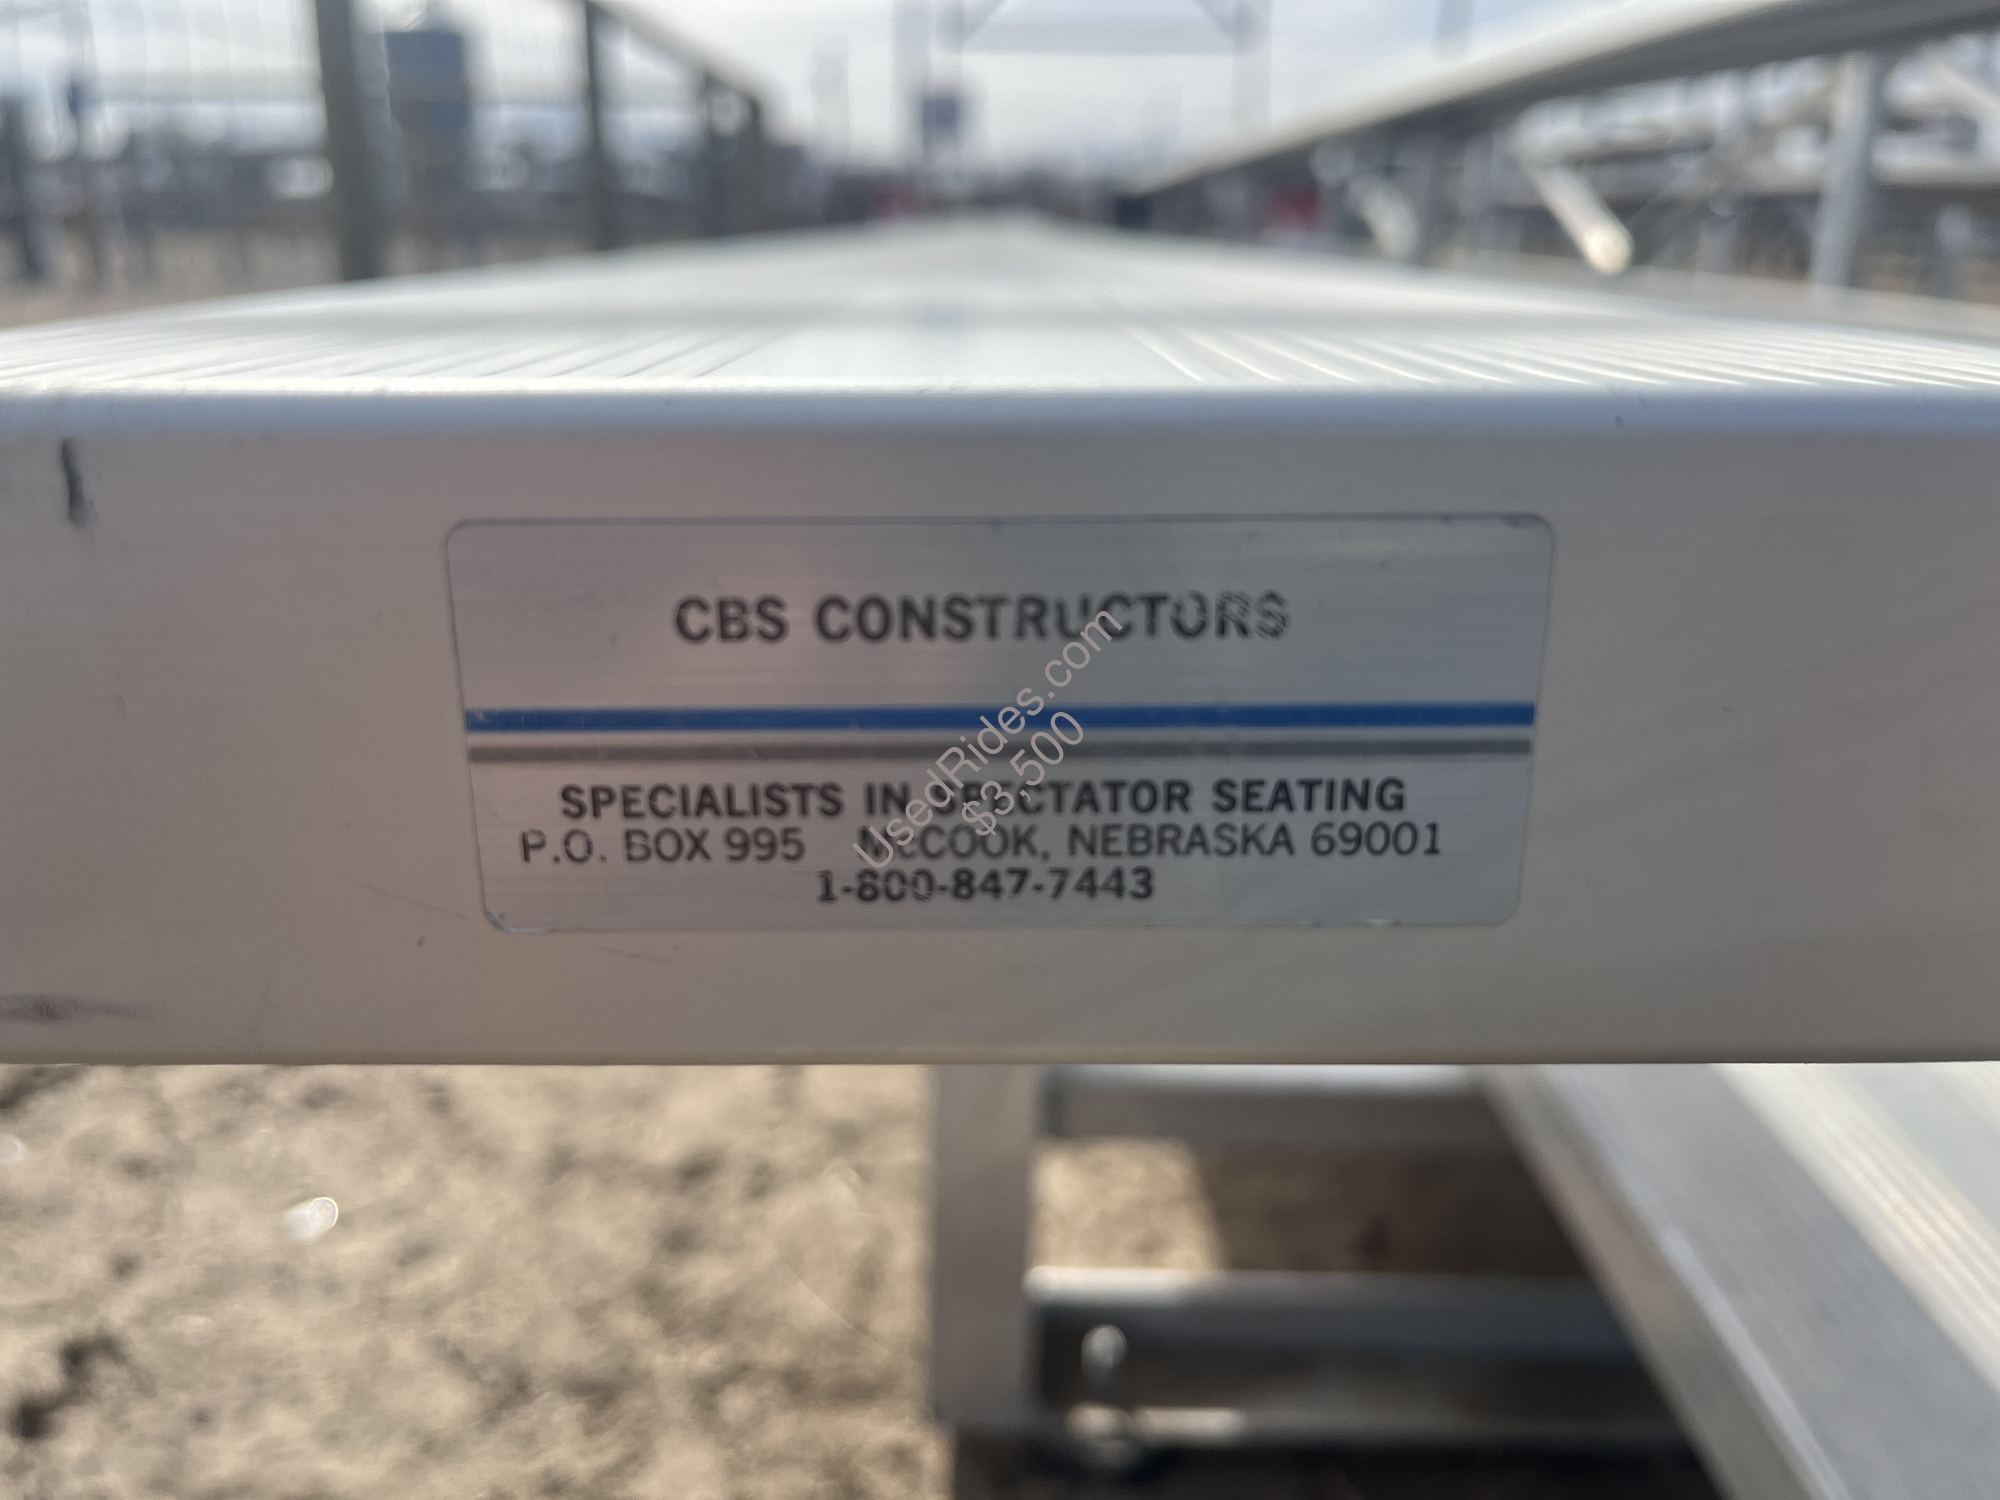 CBS CONSTRUCTORS
SPECIALISTS IN SPECTATOR SEATING
P.O. BOX 995 McCOOK, NEBRASKA 69001
1-800-847-7443
UsedRides.com
$3,500